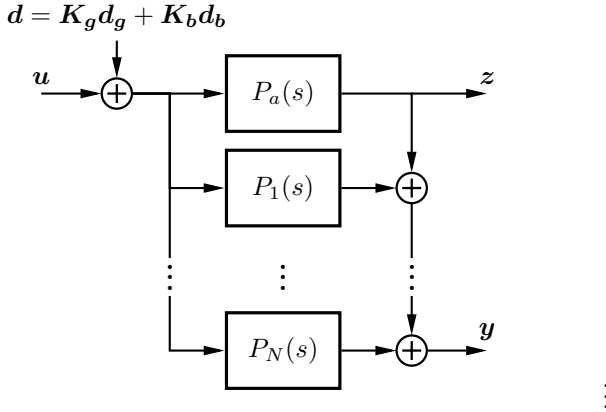 d = K_g d_g + K_b d_b
u
P_a(s)
z
P_1(s)
⋮ ⋮ ⋮
P_N(s)
y